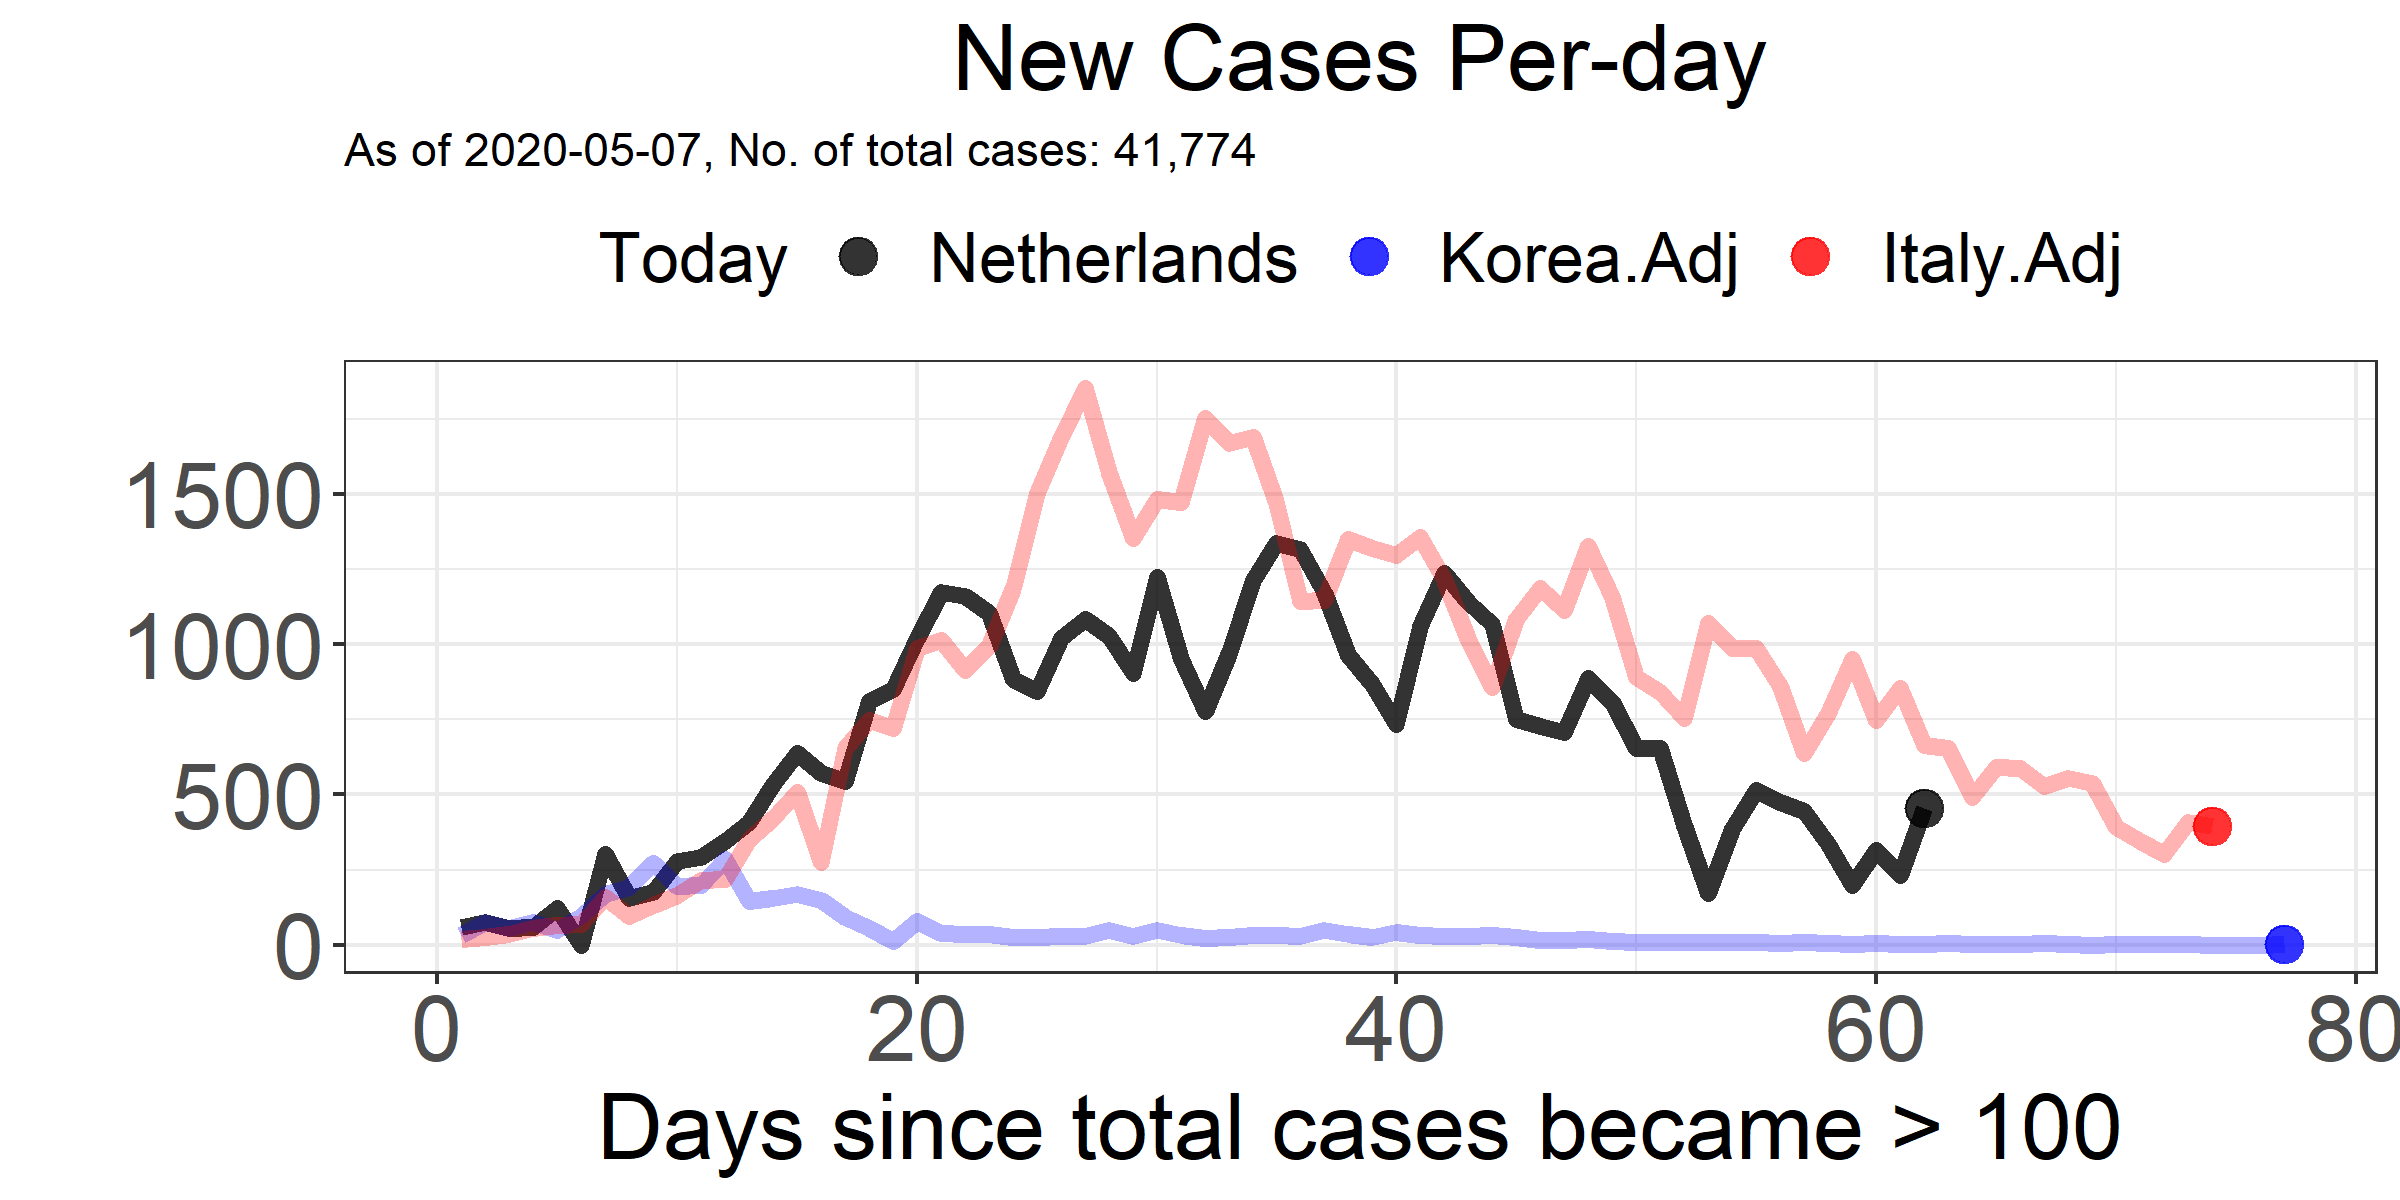 New Cases Per-day
As of 2020-05-07, No. of total cases: 41,774
Today Netherlands Korea.Adj Italy.Adj
1500
1000
500
0
0 20 40 60 80
Days since total cases became > 100